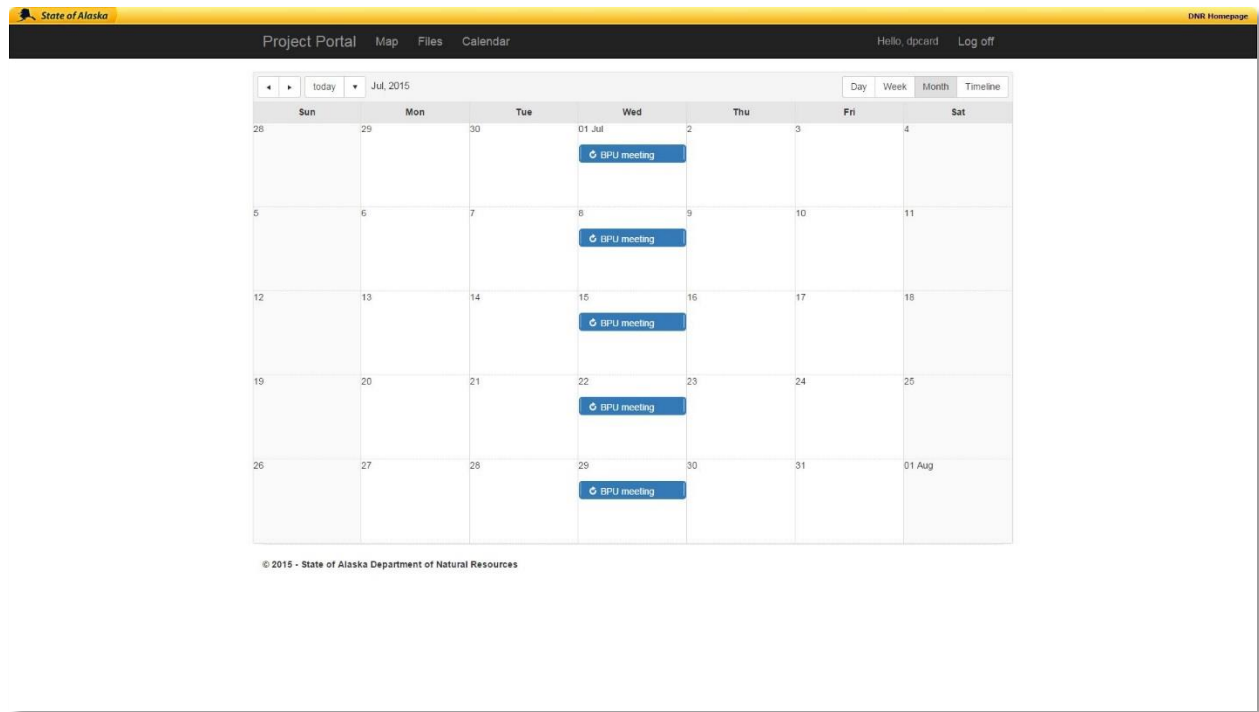 State of Alaska DNR Homepage
Project Portal Map Files Calendar Hello, dpcard Log off
today Jul, 2015 Day Week Month Timeline
Sun Mon Tue Wed Thu Fri Sat
28 29 30 01 Jul 2 3 4
BPU meeting
5 6 7 8 9 10 11
BPU meeting
12 13 14 15 16 17 18
BPU meeting
19 20 21 22 23 24 25
BPU meeting
26 27 28 29 30 31 01 Aug
BPU meeting
© 2015 - State of Alaska Department of Natural Resources